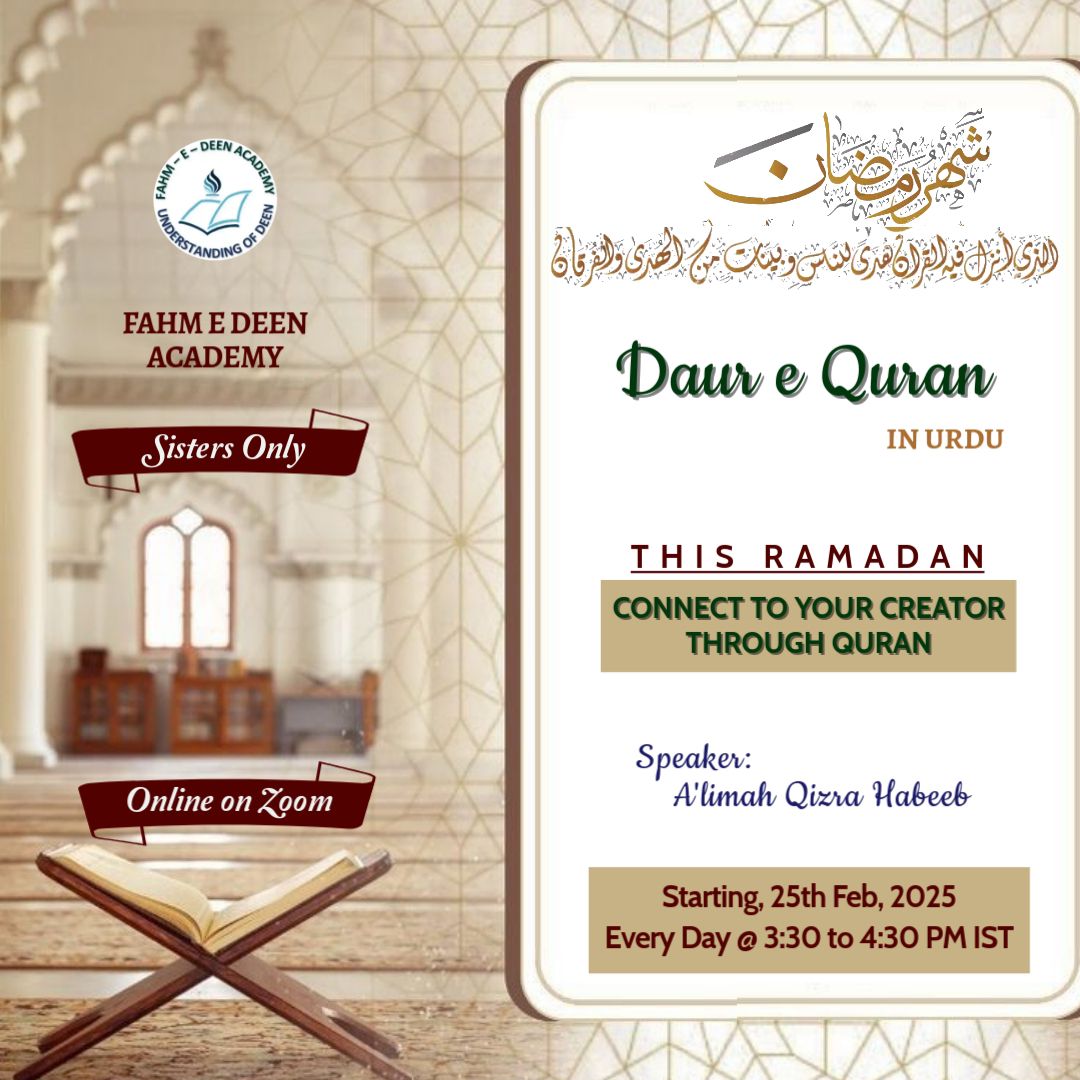 FAHM – E – DEEN ACADEMY
UNDERSTANDING OF DEEN
FAHM E DEEN
ACADEMY
Sisters Only
Online on Zoom
شهر رمضان
الذي أنزل فيه القرآن هدى للناس وبينات من الهدى والفرقان
Daur e Quran
IN URDU
THIS RAMADAN
CONNECT TO YOUR CREATOR
THROUGH QURAN
Speaker:
A'limah Qizra Habeeb
Starting, 25th Feb, 2025
Every Day @ 3:30 to 4:30 PM IST